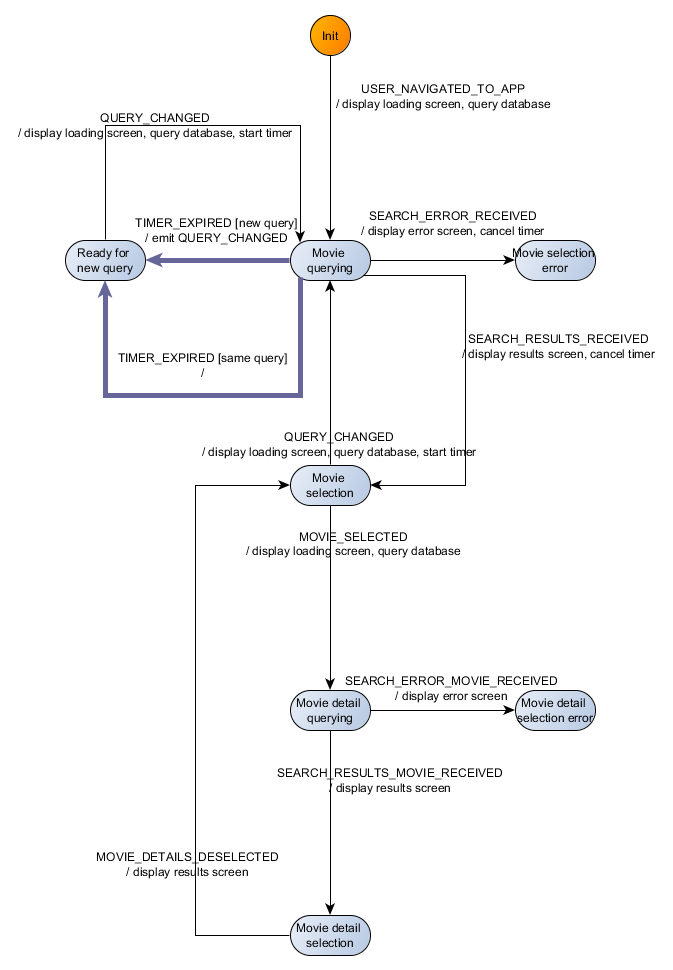 Init
USER_NAVIGATED_TO_APP
/ display loading screen, query database
QUERY_CHANGED
/ display loading screen, query database, start timer
TIMER_EXPIRED [new query]
/ emit QUERY_CHANGED
SEARCH_ERROR_RECEIVED
/ display error screen, cancel timer
Ready for
new query
Movie
querying
Movie selection
error
SEARCH_RESULTS_RECEIVED
/ display results screen, cancel timer
TIMER_EXPIRED [same query]
/
QUERY_CHANGED
/ display loading screen, query database, start timer
Movie
selection
MOVIE_SELECTED
/ display loading screen, query database
SEARCH_ERROR_MOVIE_RECEIVED
/ display error screen
Movie detail
querying
Movie detail
selection error
SEARCH_RESULTS_MOVIE_RECEIVED
/ display results screen
MOVIE_DETAILS_DESELECTED
/ display results screen
Movie detail
selection